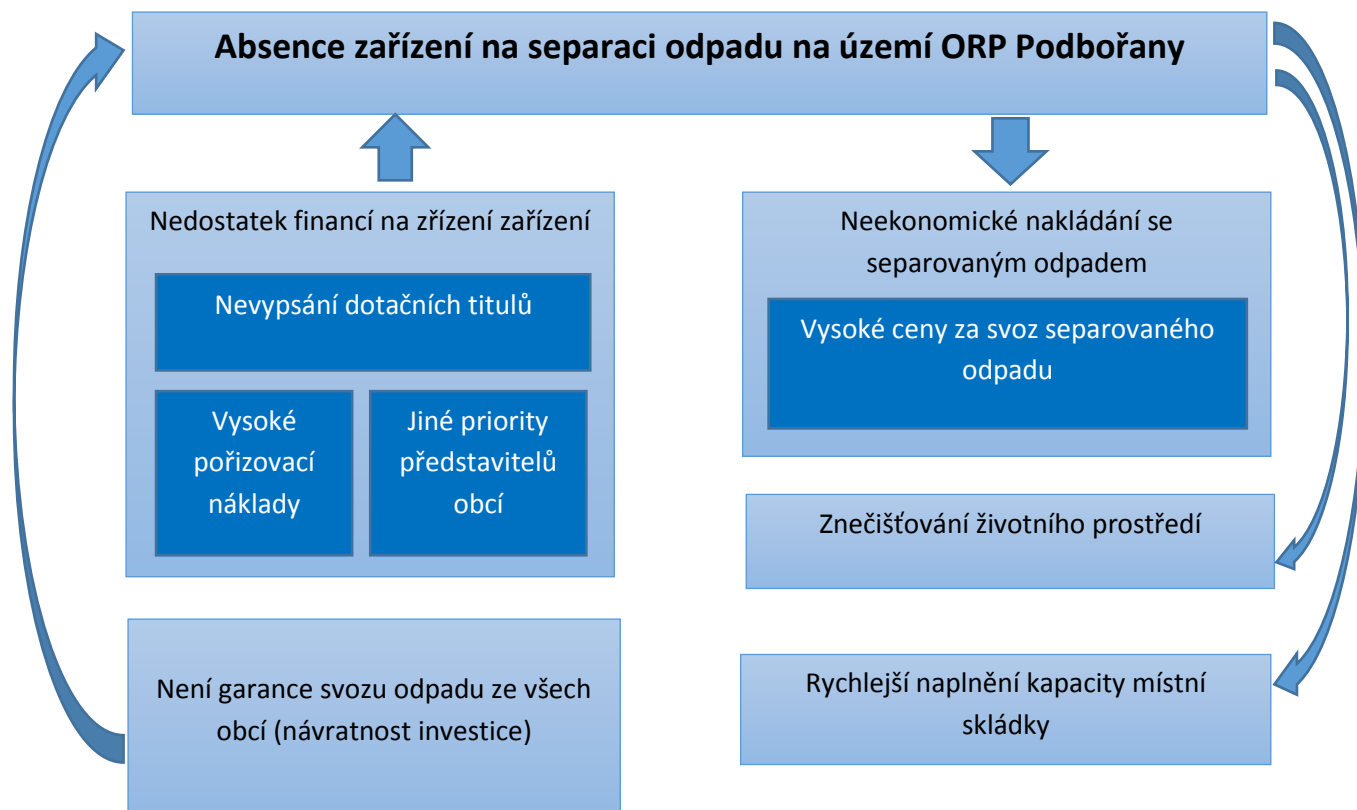 Absence zařízení na separaci odpadu na území ORP Podbořany
Nedostatek financí na zřízení zařízení
Nevypsání dotačních titulů
Vysoké
pořizovací
náklady
Jiné priority
představitelů
obcí
Není garance svozu odpadu ze všech
obcí (návratnost investice)
Neekonomické nakládání se
separovaným odpadem
Vysoké ceny za svoz separovaného
odpadu
Znečišťování životního prostředí
Rychlejší naplnění kapacity místní
skládky